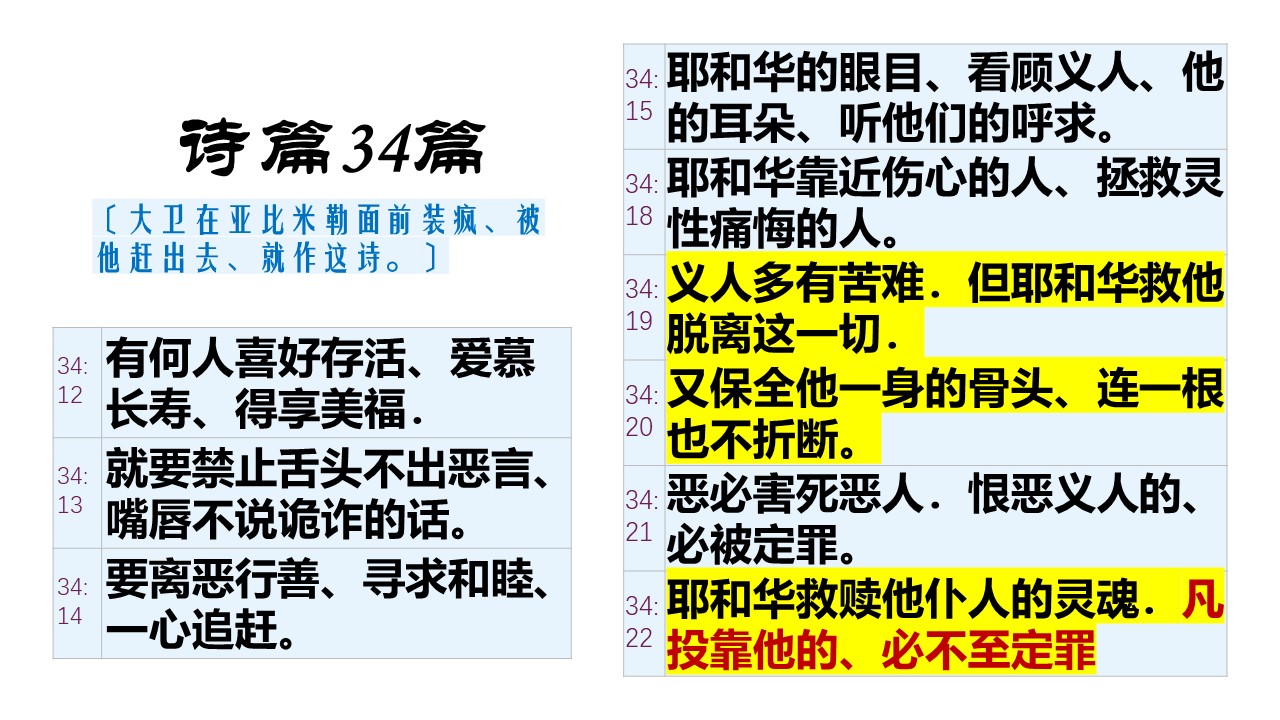 诗篇34篇
〔大卫在亚比米勒面前装疯、被
他赶出去、就作这诗。〕
34:
12
有何人喜好存活、爱慕
长寿、得享美福．
34:
13
就要禁止舌头不出恶言、
嘴唇不说诡诈的话。
34:
14
要离恶行善、寻求和睦、
一心追赶。
34:
15
耶和华的眼目、看顾义人、他
的耳朵、听他们的呼求。
34:
18
耶和华靠近伤心的人、拯救灵
性痛悔的人。
34:
19
义人多有苦难．但耶和华救他
脱离这一切．
34:
20
又保全他一身的骨头、连一根
也不折断。
34:
21
恶必害死恶人．恨恶义人的、
必被定罪。
34:
22
耶和华救赎他仆人的灵魂．凡
投靠他的、必不至定罪